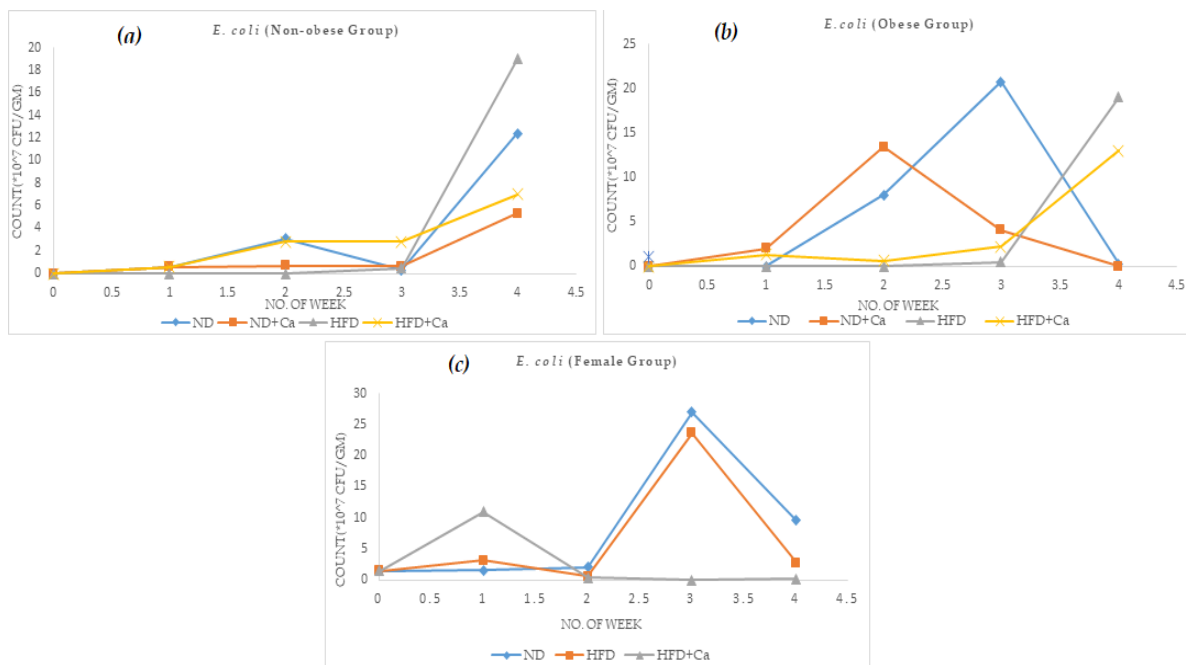 (a)
E. coli (Non-obese Group)
20
18
16
14
12
10
8
6
4
2
0
COUNT(*10^7 CFU/GM)
0 0.5 1 1.5 2 2.5 3 3.5 4 4.5
NO. OF WEEK
ND ND+Ca HFD HFD+Ca
(b)
E. coli (Obese Group)
25
20
15
10
5
0
COUNT(*10^7 CFU/GM)
0 0.5 1 1.5 2 2.5 3 3.5 4 4.5
NO. OF WEEK
ND ND+Ca HFD HFD+Ca
(c)
E. coli (Female Group)
30
25
20
15
10
5
0
COUNT(*10^7 CFU/GM)
0 0.5 1 1.5 2 2.5 3 3.5 4 4.5
NO. OF WEEK
ND HFD HFD+Ca